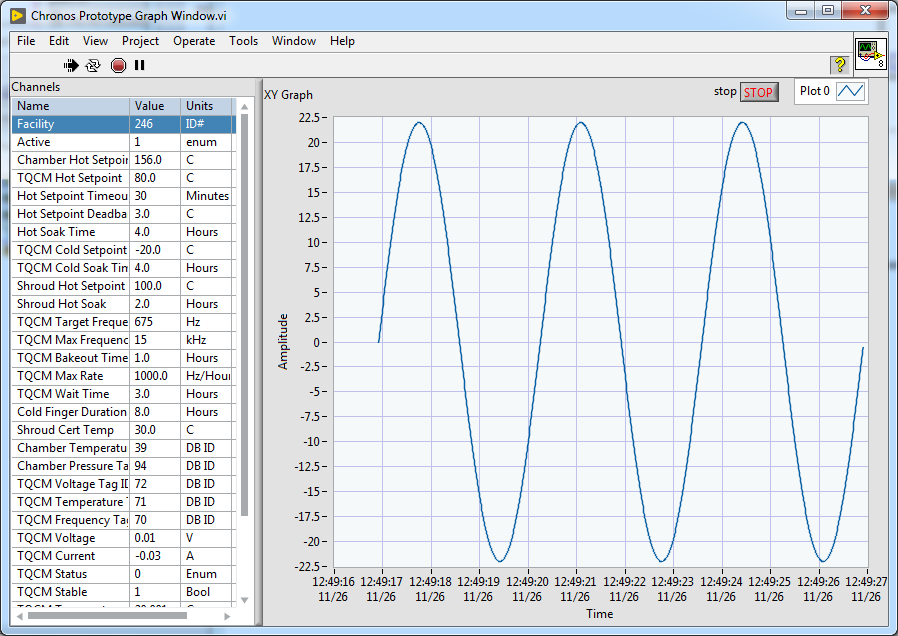 Chronos Prototype Graph Window.vi
File Edit View Project Operate Tools Window Help
?
8
Channels
Name Value Units
Facility 246 ID#
Active 1 enum
Chamber Hot Setpoir 156.0 C
TQCM Hot Setpoint 80.0 C
Hot Setpoint Timeou 30 Minutes
Hot Setpoint Deadba 3.0 C
Hot Soak Time 4.0 Hours
TQCM Cold Setpoint -20.0 C
TQCM Cold Soak Tim 4.0 Hours
Shroud Hot Setpoint 100.0 C
Shroud Hot Soak 2.0 Hours
TQCM Target Freque 675 Hz
TQCM Max Frequenc 15 kHz
TQCM Bakeout Time 1.0 Hours
TQCM Max Rate 1000.0 Hz/Hour
TQCM Wait Time 3.0 Hours
Cold Finger Duration 8.0 Hours
Shroud Cert Temp 30.0 C
Chamber Temperatu 39 DB ID
Chamber Pressure Ta 94 DB ID
TQCM Voltage Tag ID 72 DB ID
TQCM Temperature 71 DB ID
TQCM Frequency Tag 70 DB ID
TQCM Voltage 0.01 V
TQCM Current -0.03 A
TQCM Status 0 Enum
TQCM Stable 1 Bool
XY Graph
stop STOP
Plot 0
22.5
20
17.5
15
12.5
10
7.5
5
2.5
0
-2.5
-5
-7.5
-10
-12.5
-15
-17.5
-20
-22.5
Amplitude
12:49:16 12:49:17 12:49:18 12:49:19 12:49:20 12:49:21 12:49:22 12:49:23 12:49:24 12:49:25 12:49:26 12:49:27
11/26 11/26 11/26 11/26 11/26 11/26 11/26 11/26 11/26 11/26 11/26 11/26
Time